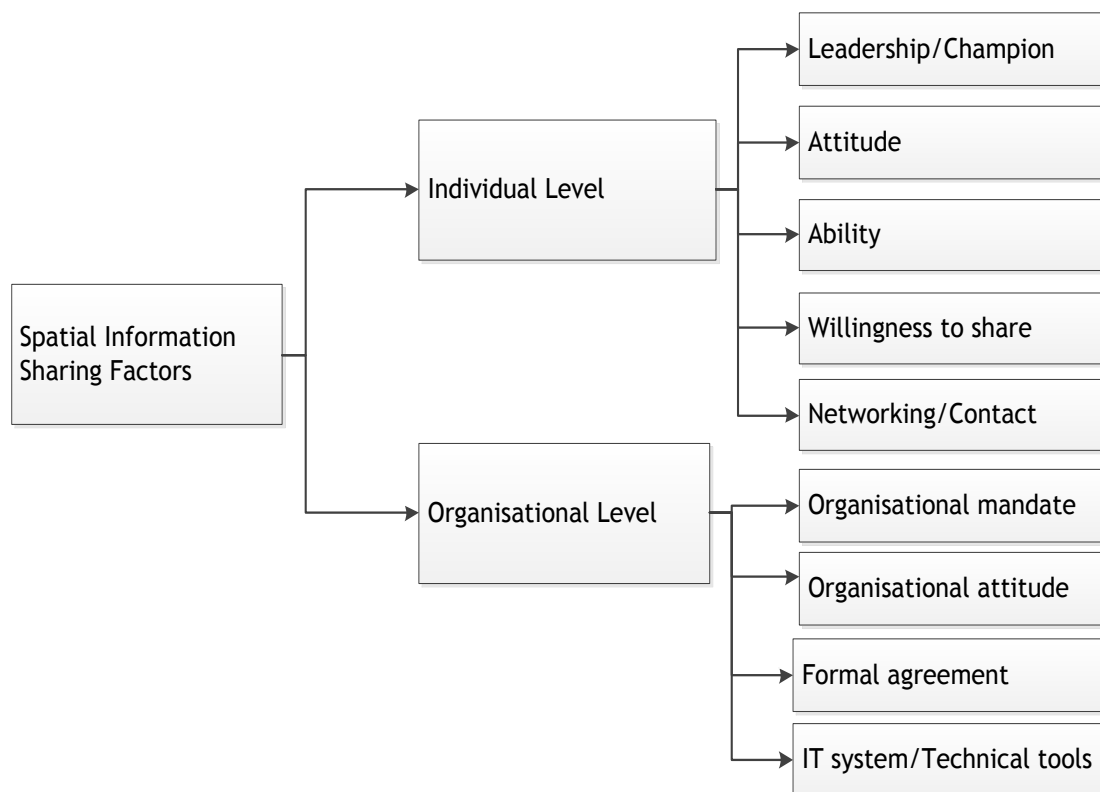 Spatial Information
Sharing Factors
Individual Level
Leadership/Champion
Attitude
Ability
Willingness to share
Networking/Contact
Organisational Level
Organisational mandate
Organisational attitude
Formal agreement
IT system/Technical tools